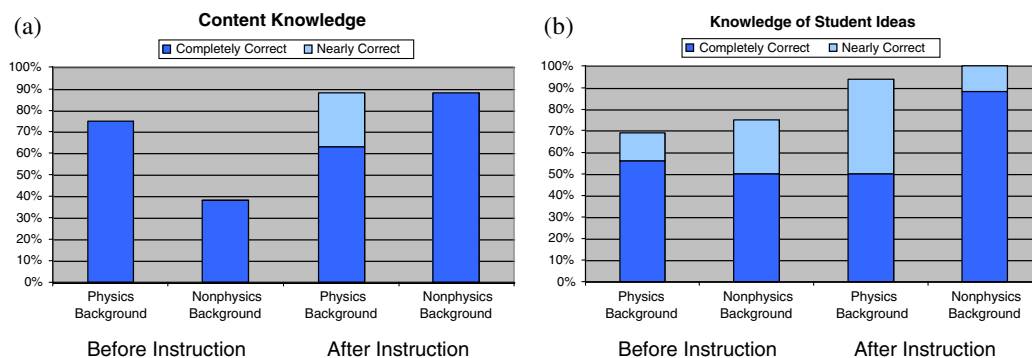 (a)
Content Knowledge
Completely Correct Nearly Correct
100%
90%
80%
70%
60%
50%
40%
30%
20%
10%
0%
Physics Background
Nonphysics Background
Physics Background
Nonphysics Background
Before Instruction After Instruction
(b)
Knowledge of Student Ideas
Completely Correct Nearly Correct
100%
90%
80%
70%
60%
50%
40%
30%
20%
10%
0%
Physics Background
Nonphysics Background
Physics Background
Nonphysics Background
Before Instruction After Instruction